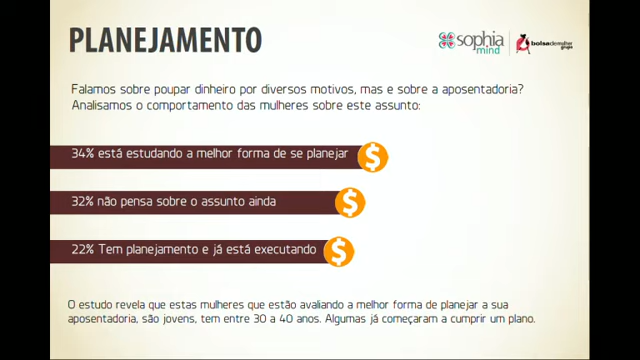 PLANEJAMENTO
sophia
mind
bolsademulher
grupo
Falamos sobre poupar dinheiro por diversos motivos, mas e sobre a aposentadoria?
Analisamos o comportamento das mulheres sobre este assunto:
34% está estudando a melhor forma de se planejar
$
32% não pensa sobre o assunto ainda
$
22% Tem planejamento e já está executando
$
O estudo revela que estas mulheres que estão avaliando a melhor forma de planejar a sua
aposentadoria, são jovens, tem entre 30 a 40 anos. Algumas já começaram a cumprir um plano.